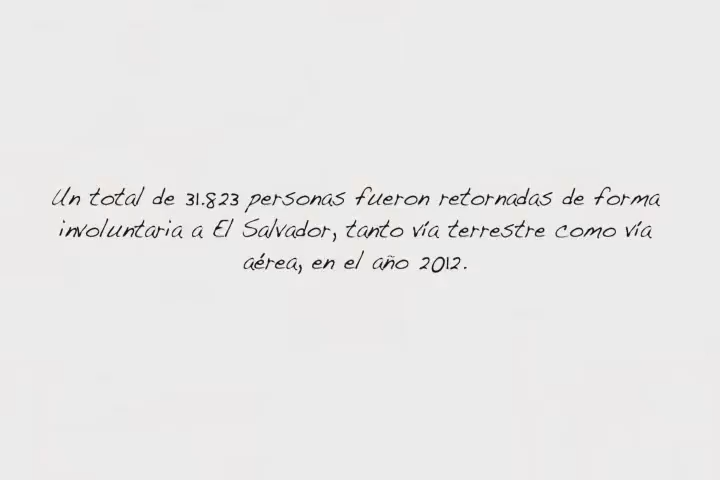 Un total de 31.823 personas fueron retornadas de forma
involuntaria a El Salvador, tanto vía terrestre como vía
aérea, en el año 2012.